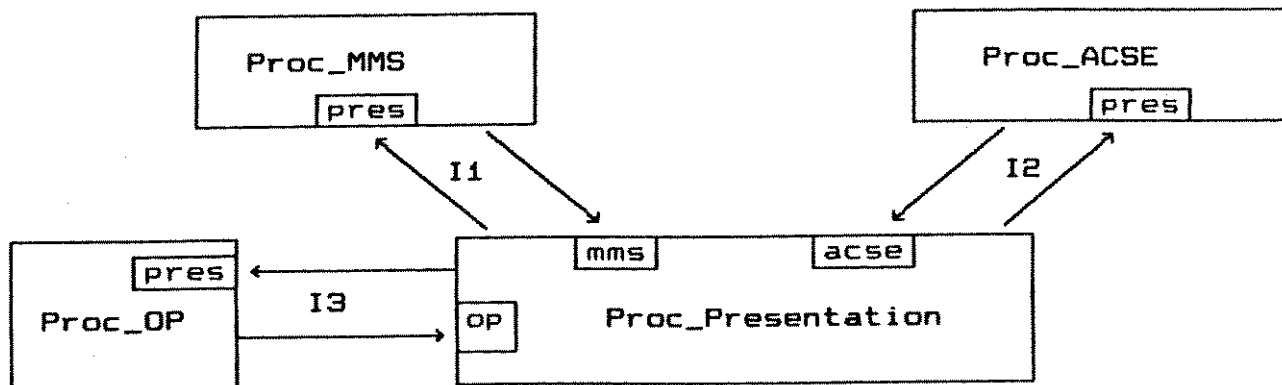 Proc_MMS
pres
Proc_ACSE
pres
I1
I2
mms
acse
pres
I3
Proc_OP
op
Proc_Presentation